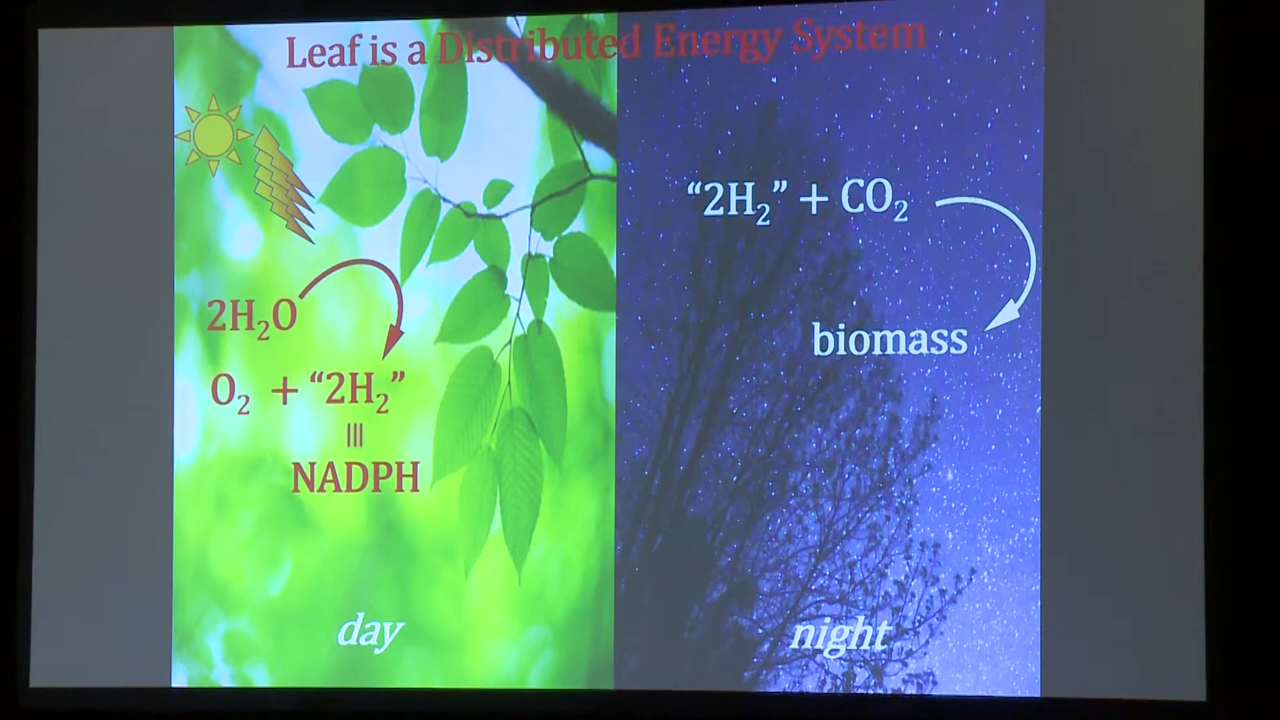 Leaf is a Distributed Energy System
2H₂O
O₂ + “2H₂”
≡
NADPH
day
“2H₂” + CO₂
biomass
night